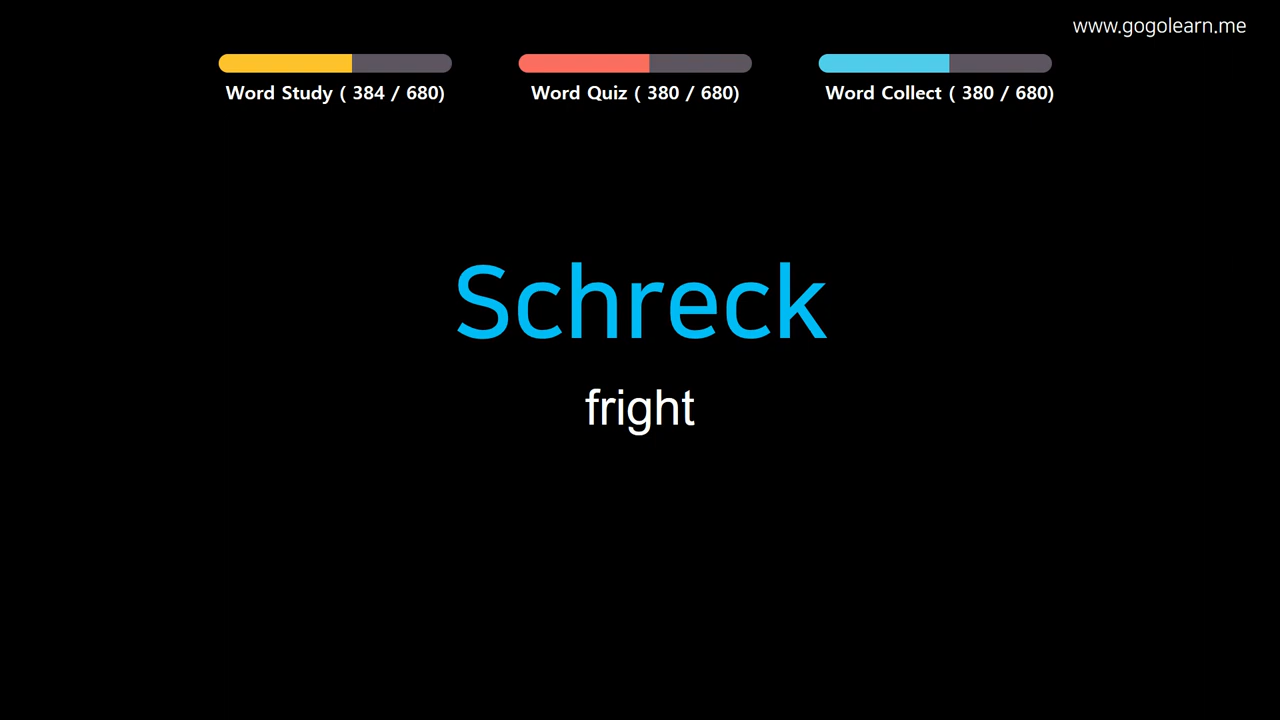 www.gogolearn.me
Word Study ( 384 / 680)
Word Quiz ( 380 / 680)
Word Collect ( 380 / 680)
Schreck
fright